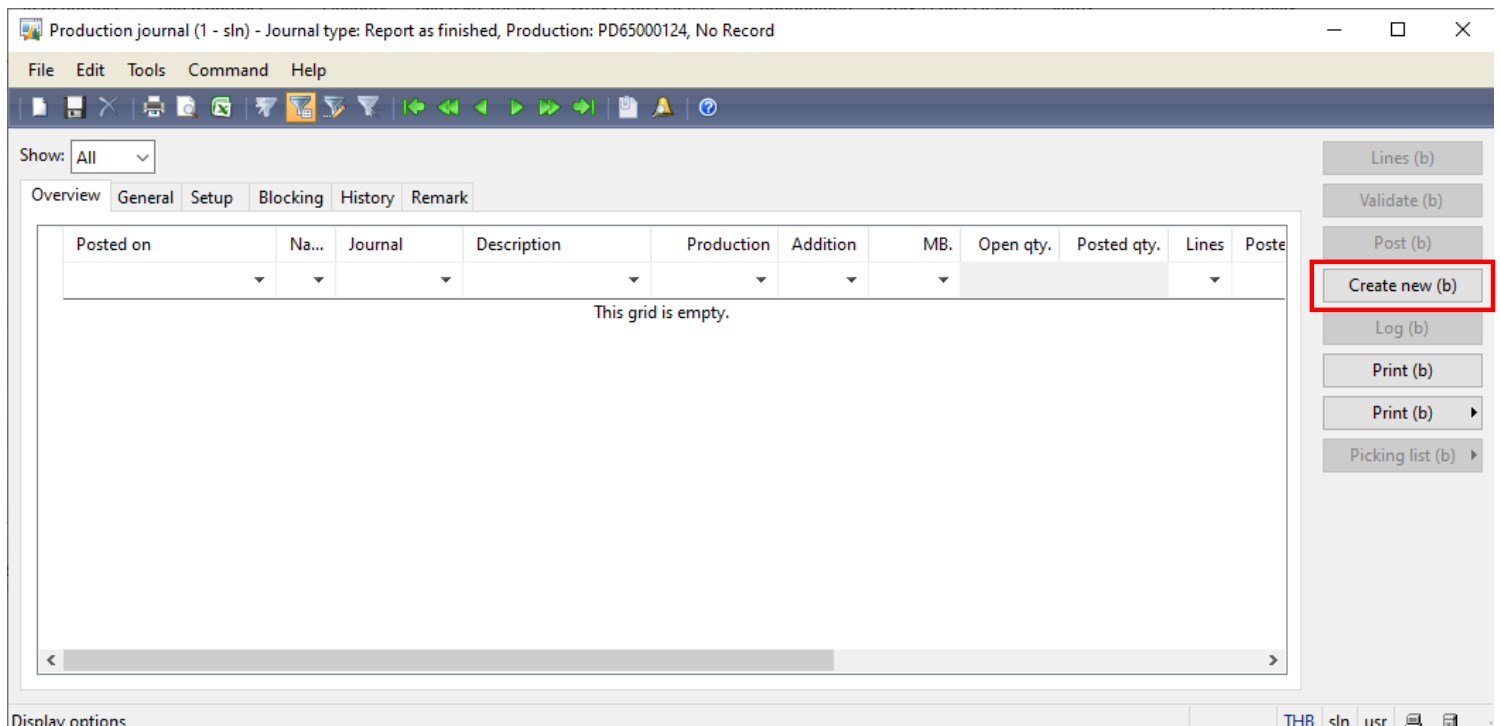 Production journal (1 - sln) - Journal type: Report as finished, Production: PD65000124, No Record
File Edit Tools Command Help
Show: All
Overview General Setup Blocking History Remark
Posted on Na... Journal Description Production Addition MB. Open qty. Posted qty. Lines Poste
This grid is empty.
Lines (b)
Validate (b)
Post (b)
Create new (b)
Log (b)
Print (b)
Print (b)
Picking list (b)
Display options THB sln usr